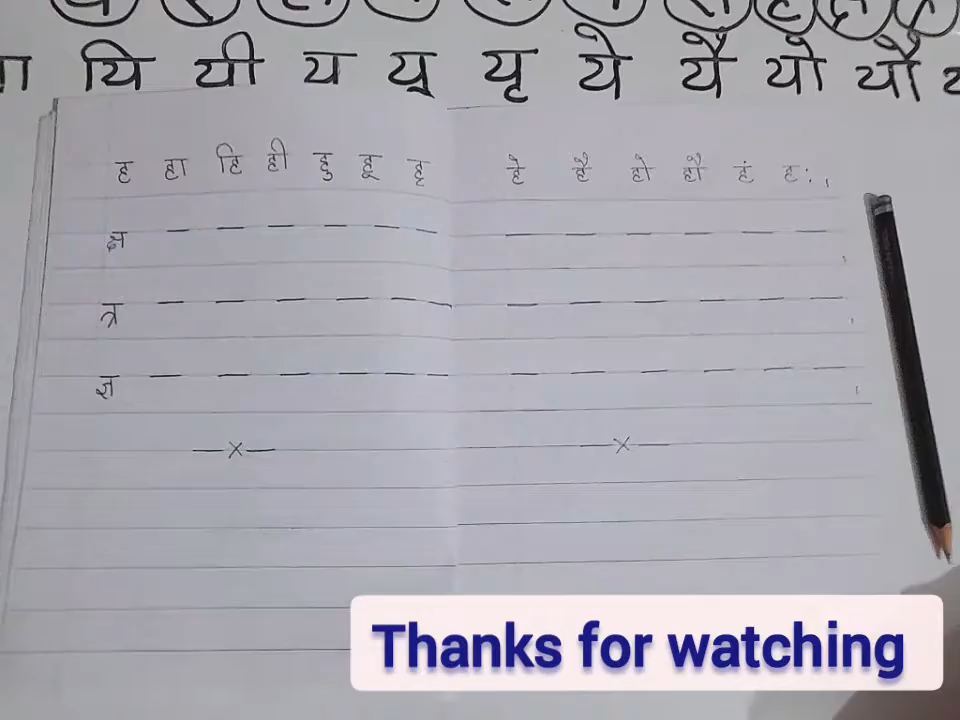 यि यी य यू यृ ये यै यो यौ
ह हा हि ही हु हू हृ हे है हो हौ हं हः
क्ष
त्र
ज्ञ
Thanks for watching